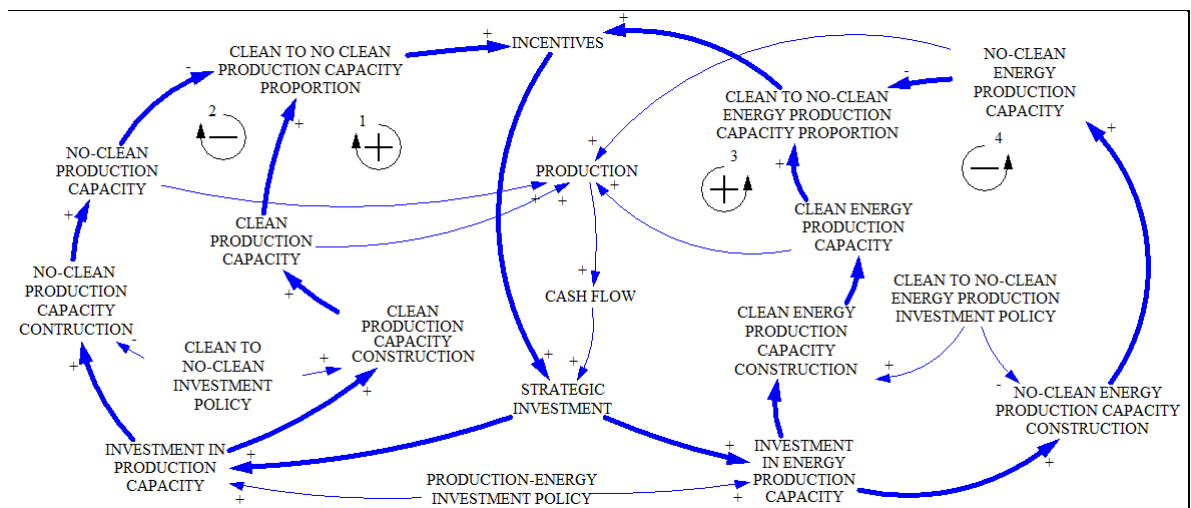 CLEAN TO NO CLEAN
PRODUCTION CAPACITY
PROPORTION
+
INCENTIVES
+
NO-CLEAN
ENERGY
PRODUCTION
CAPACITY
-
2
-
1
+
+
CLEAN TO NO-CLEAN
ENERGY PRODUCTION
CAPACITY PROPORTION
-
+
4
-
NO-CLEAN
PRODUCTION
CAPACITY
PRODUCTION
+
+
+
+
3
+
+
CLEAN
PRODUCTION
CAPACITY
CLEAN ENERGY
PRODUCTION
CAPACITY
+
+
NO-CLEAN
PRODUCTION
CAPACITY
CONTRUCTION
+
+
CASH FLOW
+
CLEAN TO NO-CLEAN
ENERGY PRODUCTION
INVESTMENT POLICY
CLEAN
PRODUCTION
CAPACITY
CONSTRUCTION
CLEAN ENERGY
PRODUCTION
CAPACITY
CONSTRUCTION
-
+
CLEAN TO
NO-CLEAN
INVESTMENT
POLICY
+
+
+
+
STRATEGIC
INVESTMENT
+
+
-
NO-CLEAN ENERGY
PRODUCTION CAPACITY
CONSTRUCTION
INVESTMENT IN
PRODUCTION
CAPACITY
+
+
PRODUCTION-ENERGY
INVESTMENT POLICY
+
+
INVESTMENT
IN ENERGY
PRODUCTION
CAPACITY
+